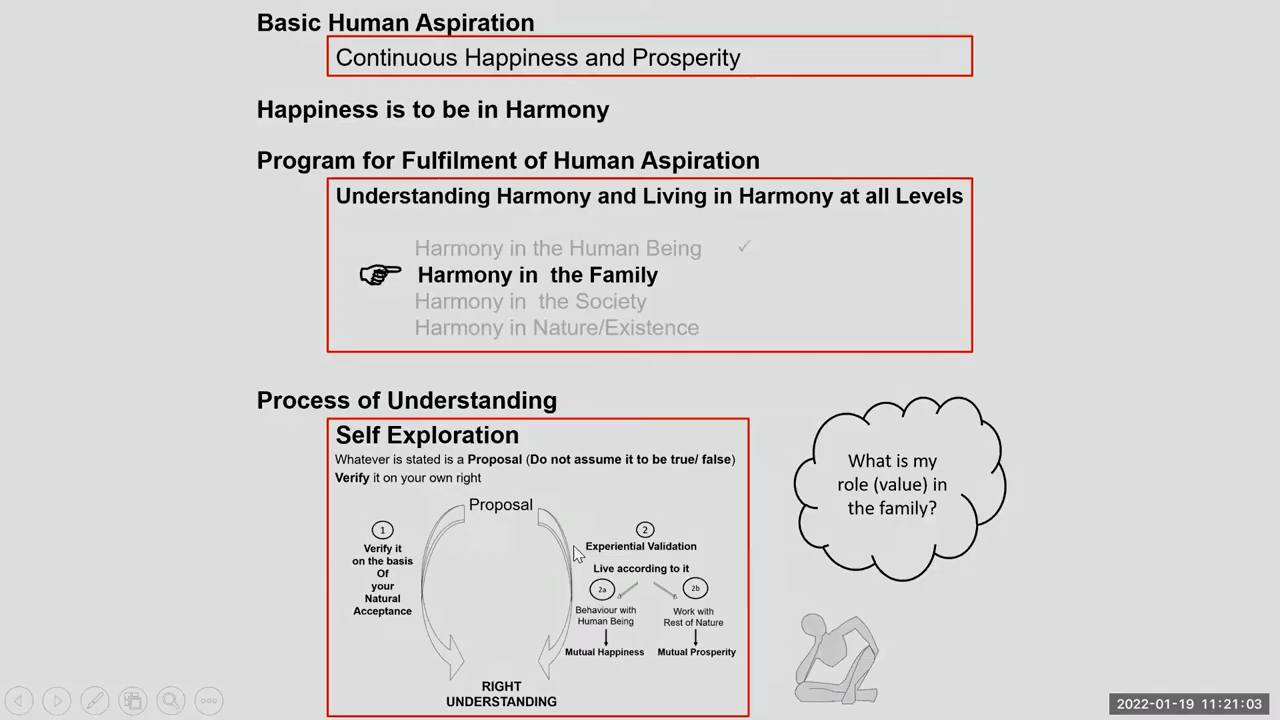 Basic Human Aspiration
Continuous Happiness and Prosperity
Happiness is to be in Harmony
Program for Fulfilment of Human Aspiration
Understanding Harmony and Living in Harmony at all Levels
Harmony in the Human Being ✓
Harmony in the Family
Harmony in the Society
Harmony in Nature/Existence
Process of Understanding
Self Exploration
Whatever is stated is a Proposal (Do not assume it to be true/ false)
Verify it on your own right
Proposal
1
Verify it
on the basis
Of
your
Natural
Acceptance
2
Experiential Validation
Live according to it
2a
Behaviour with
Human Being
Mutual Happiness
2b
Work with
Rest of Nature
Mutual Prosperity
RIGHT
UNDERSTANDING
What is my
role (value) in
the family?
2022-01-19 11:21:03